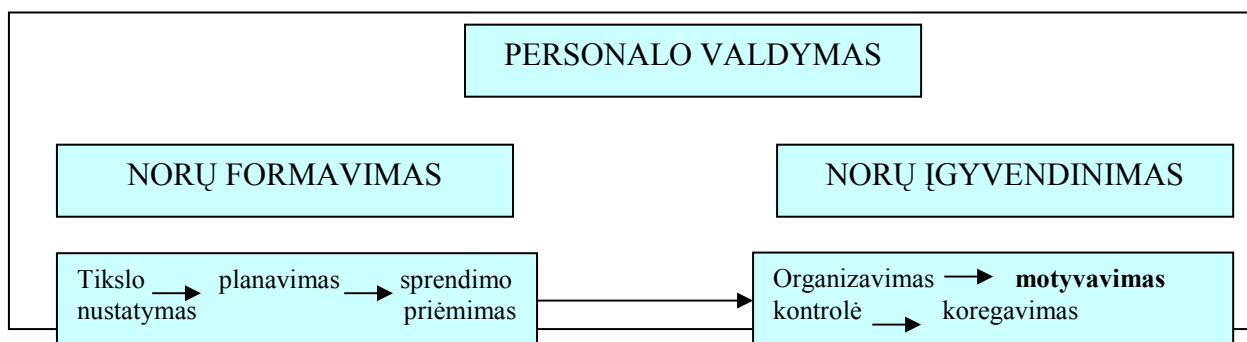 PERSONALO VALDYMAS
NORŲ FORMAVIMAS
NORŲ ĮGYVENDINIMAS
Tikslo planavimas sprendimo
nustatymas priėmimas
Organizavimas motyvavimas
kontrolė koregavimas